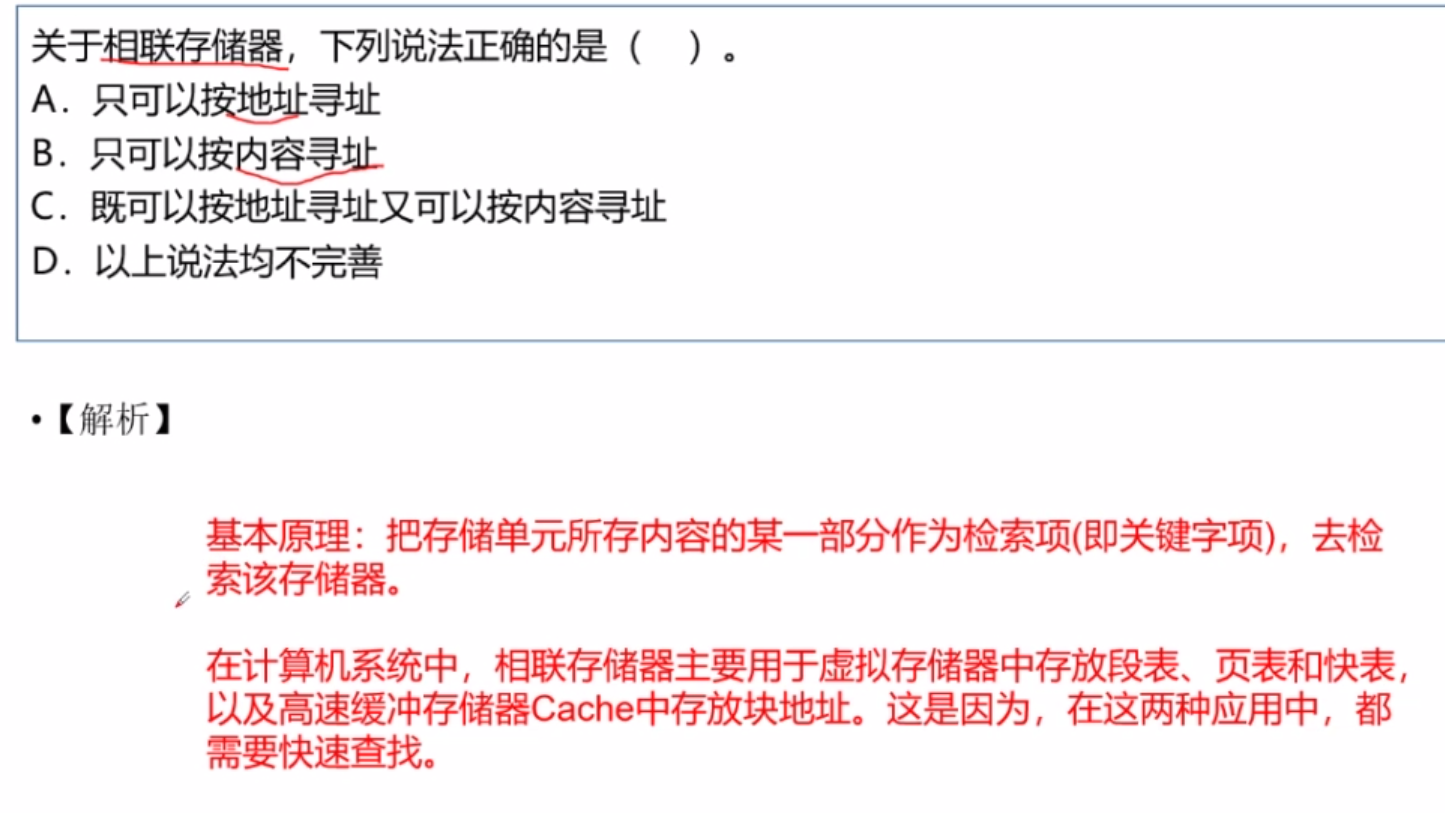 关于相联存储器，下列说法正确的是（　）。
A．只可以按地址寻址
B．只可以按内容寻址
C．既可以按地址寻址又可以按内容寻址
D．以上说法均不完善
•【解析】
基本原理：把存储单元所存内容的某一部分作为检索项(即关键字项)，去检
索该存储器。
在计算机系统中，相联存储器主要用于虚拟存储器中存放段表、页表和快表，
以及高速缓冲存储器Cache中存放块地址。这是因为，在这两种应用中，都
需要快速查找。